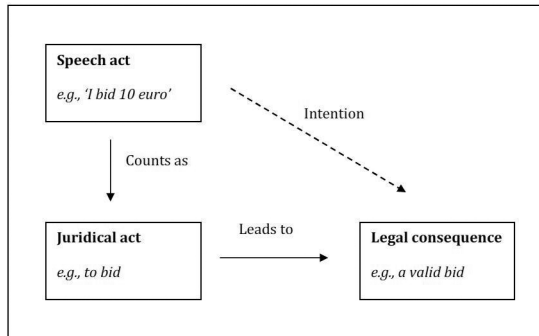 Speech act
e.g., ‘I bid 10 euro’
Intention
Counts as
Juridical act
e.g., to bid
Leads to
Legal consequence
e.g., a valid bid